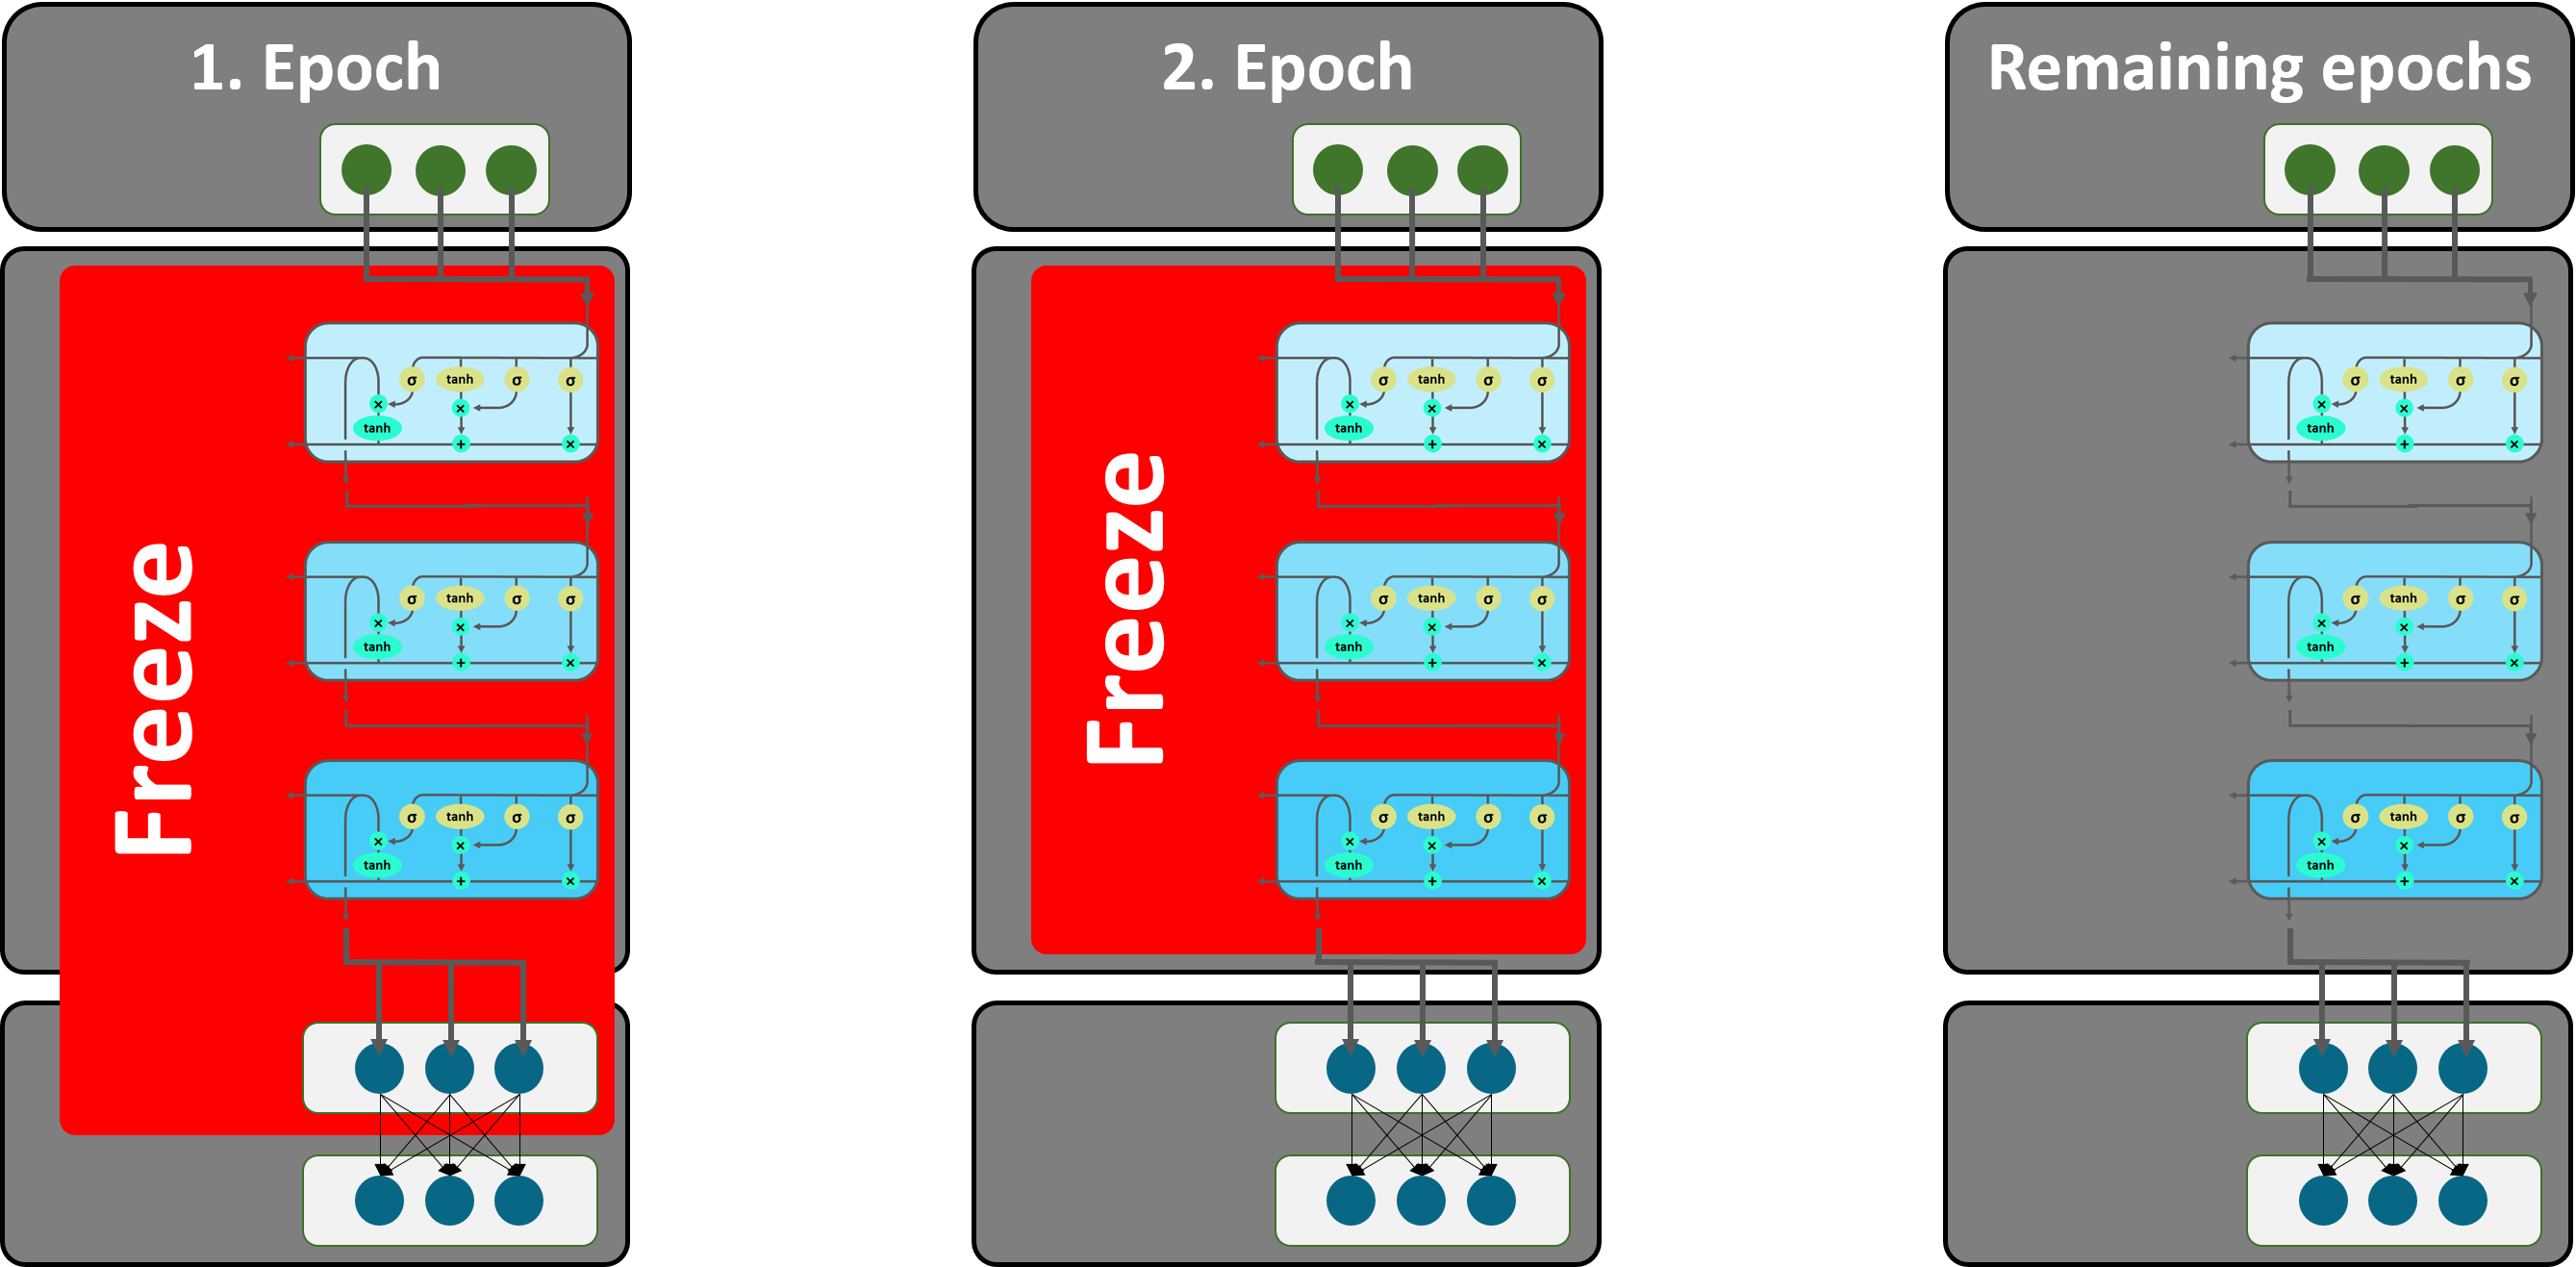 1. Epoch
2. Epoch
Remaining epochs
Freeze
Freeze
σ tanh σ σ
×
×
tanh
+ ×
σ tanh σ σ
×
×
tanh
+ ×
σ tanh σ σ
×
×
tanh
+ ×
σ tanh σ σ
×
×
tanh
+ ×
σ tanh σ σ
×
×
tanh
+ ×
σ tanh σ σ
×
×
tanh
+ ×
σ tanh σ σ
×
×
tanh
+ ×
σ tanh σ σ
×
×
tanh
+ ×
σ tanh σ σ
×
×
tanh
+ ×